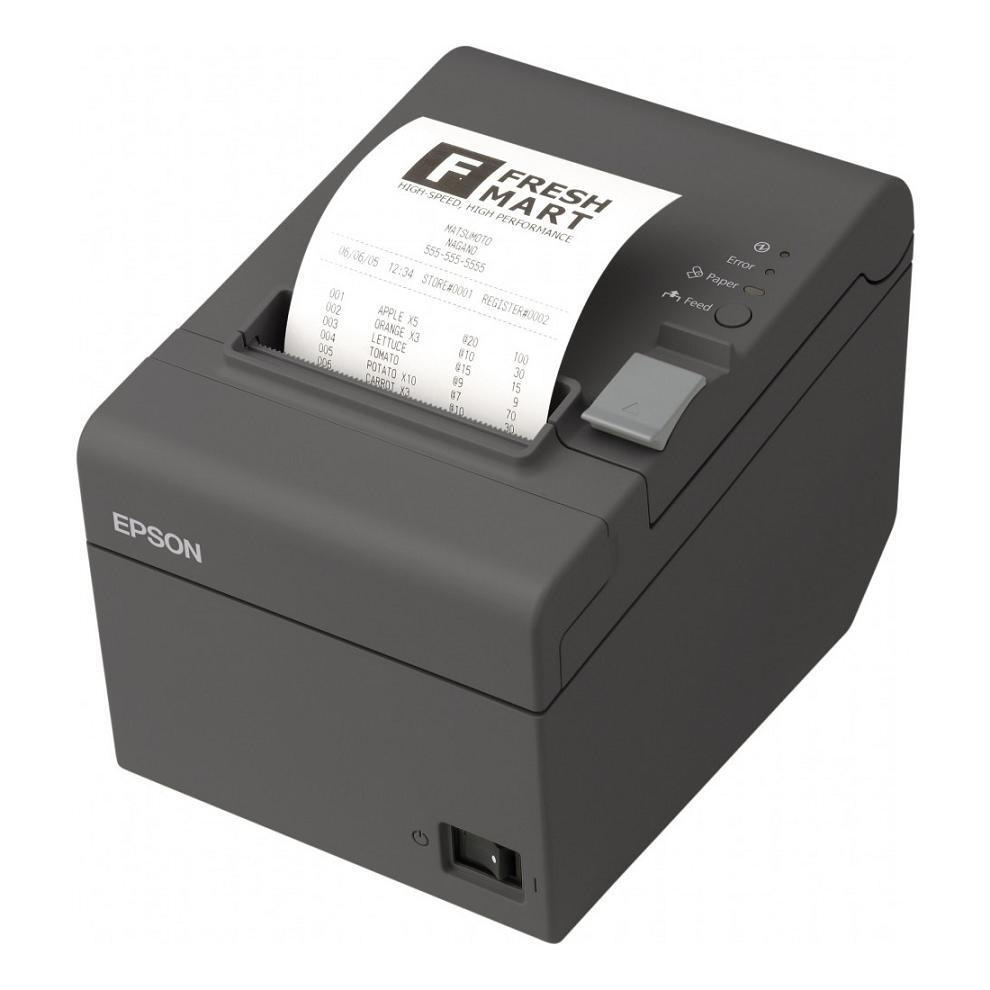 F FRESH
MART
HIGH-SPEED, HIGH PERFORMANCE
MATSUMOTO
NAGANO
555-555-5555
06/06/05 12:34 STORE#0001 REGISTER#0002
001 APPLE X5 @20 100
002 ORANGE X3 @10 30
003 LETTUCE @15 15
004 TOMATO @9 9
005 POTATO X10 @7 70
006 CARROT X3 @10 30
Error
Paper
Feed
EPSON